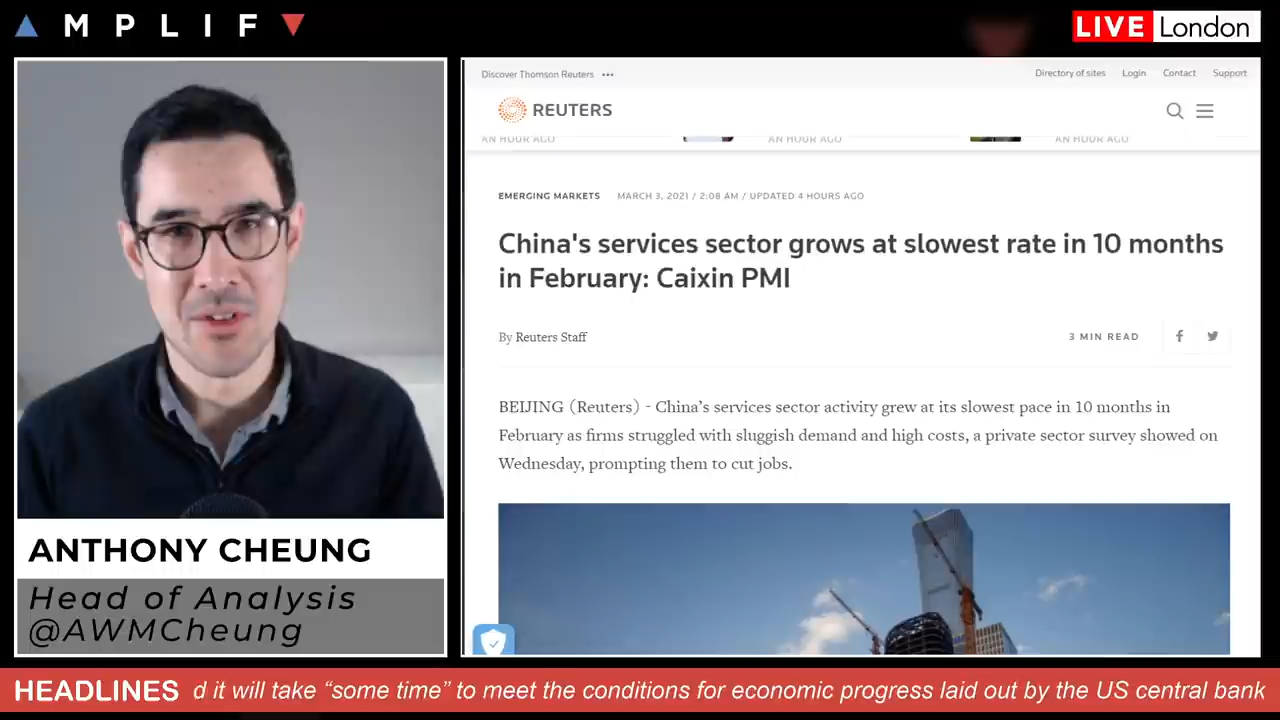 MPLIF
LIVE London
Discover Thomson Reuters •••
Directory of sites Login Contact Support
REUTERS
AN HOUR AGO AN HOUR AGO AN HOUR AGO
EMERGING MARKETS MARCH 3, 2021 / 2:08 AM / UPDATED 4 HOURS AGO
China's services sector grows at slowest rate in 10 months
in February: Caixin PMI
By Reuters Staff
3 MIN READ
BEIJING (Reuters) - China’s services sector activity grew at its slowest pace in 10 months in
February as firms struggled with sluggish demand and high costs, a private sector survey showed on
Wednesday, prompting them to cut jobs.
ANTHONY CHEUNG
Head of Analysis
@AWMCheung
HEADLINES d it will take “some time” to meet the conditions for economic progress laid out by the US central bank